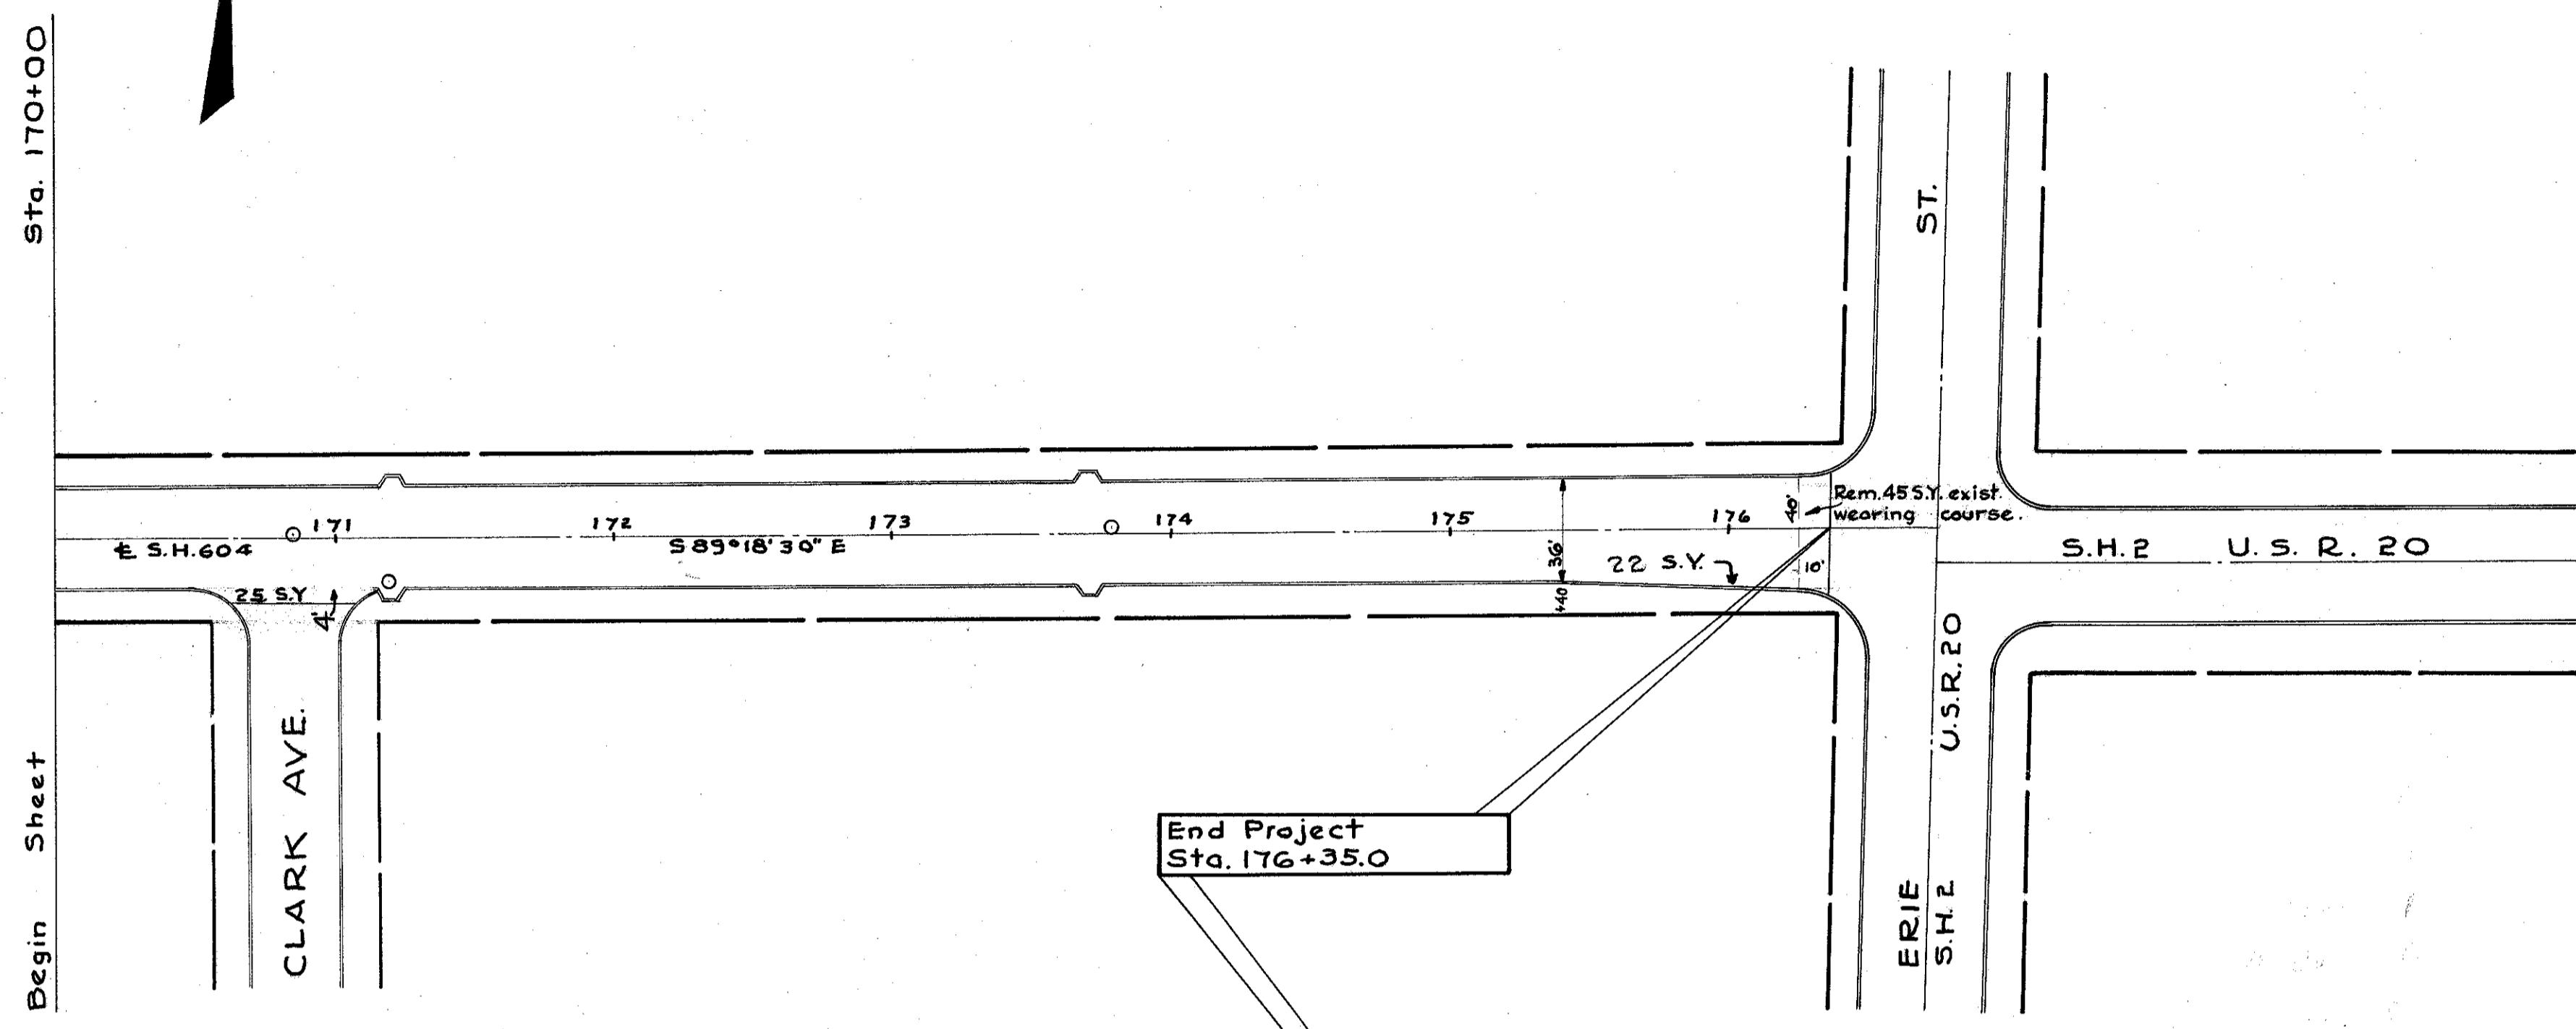 Sta. 170+00
Begin Sheet
℄ S.H.604
171
172
173
174
175
176
S 89°18'30" E
25 S.Y
4'
CLARK AVE.
36'
+40
22 S.Y.
40'
10'
Rem. 45 S.Y. exist.
wearing course.
End Project
Sta. 176+35.0
ERIE ST.
S.H. 2 U.S.R. 20
S.H. 2 U. S. R. 20